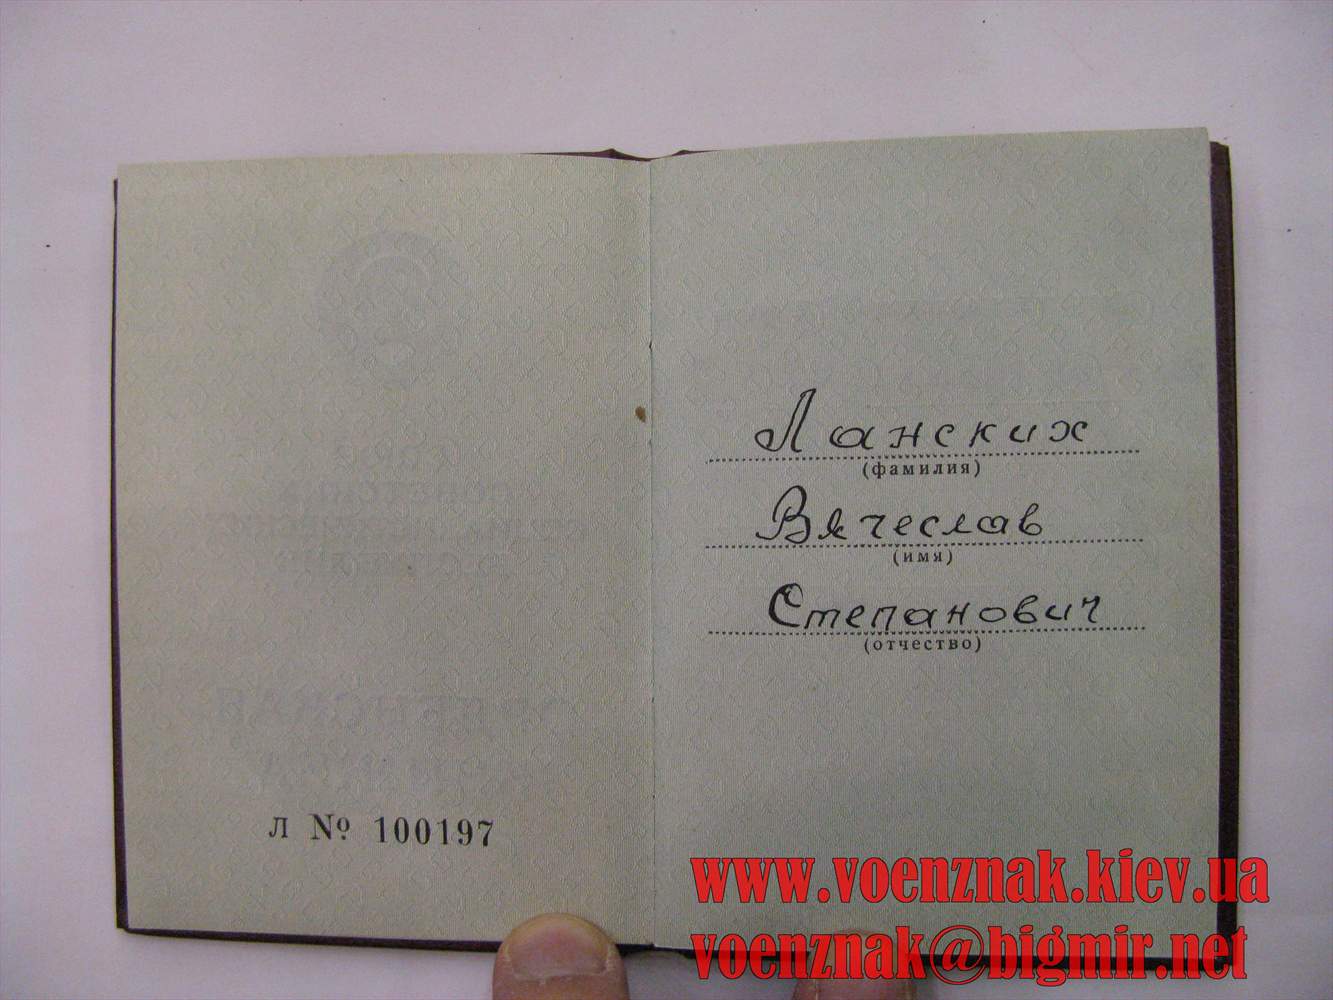 л № 100197
Ланских
(фамилия)
Вячеслав
(имя)
Степанович
(отчество)
www.voenznak.kiev.ua
voenznak@bigmir.net